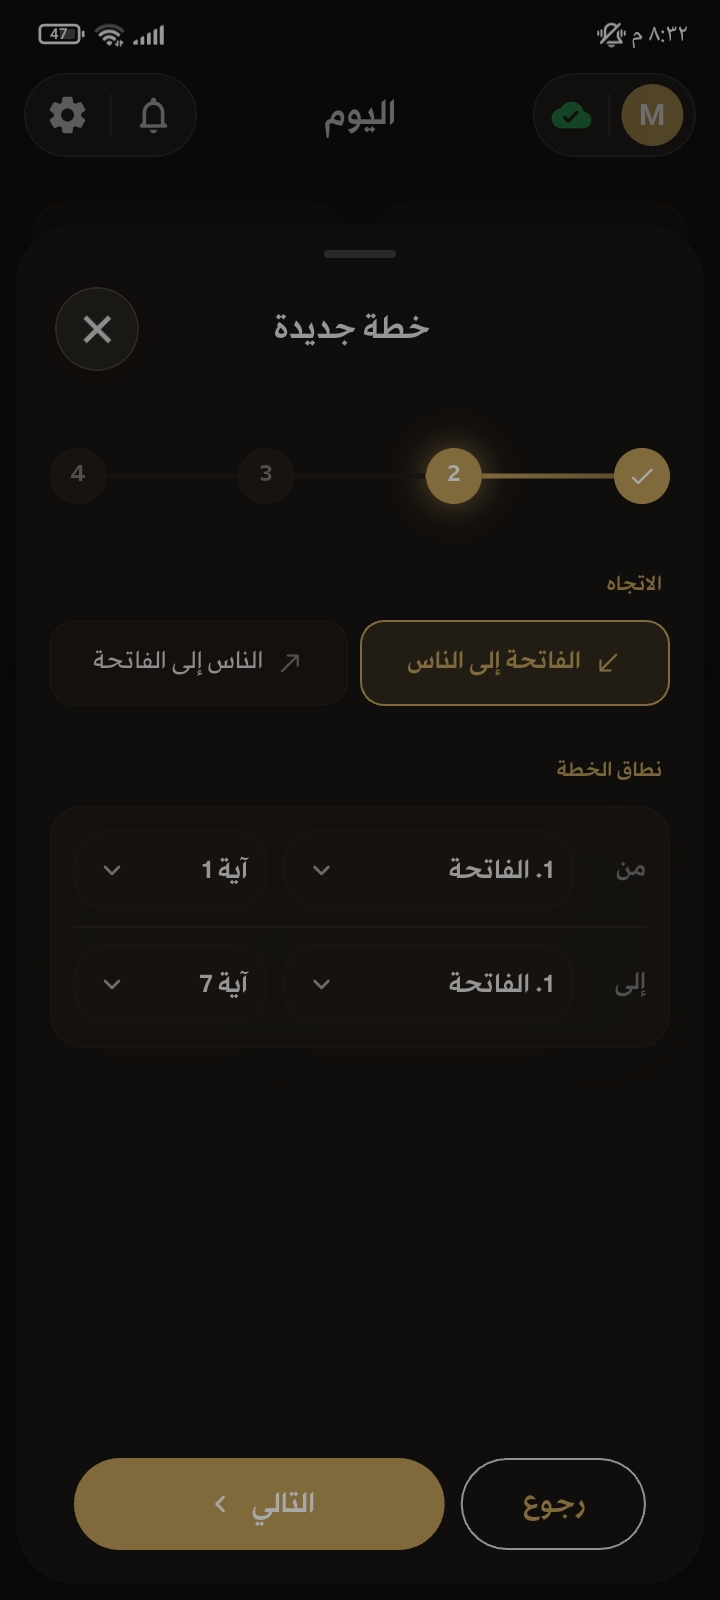 ٨:٣٢ م
47
M
اليوم
خطة جديدة
2
3
4
الاتجاه
الفاتحة إلى الناس
الناس إلى الفاتحة
نطاق الخطة
من
1. الفاتحة
آية 1
إلى
1. الفاتحة
آية 7
رجوع
التالي